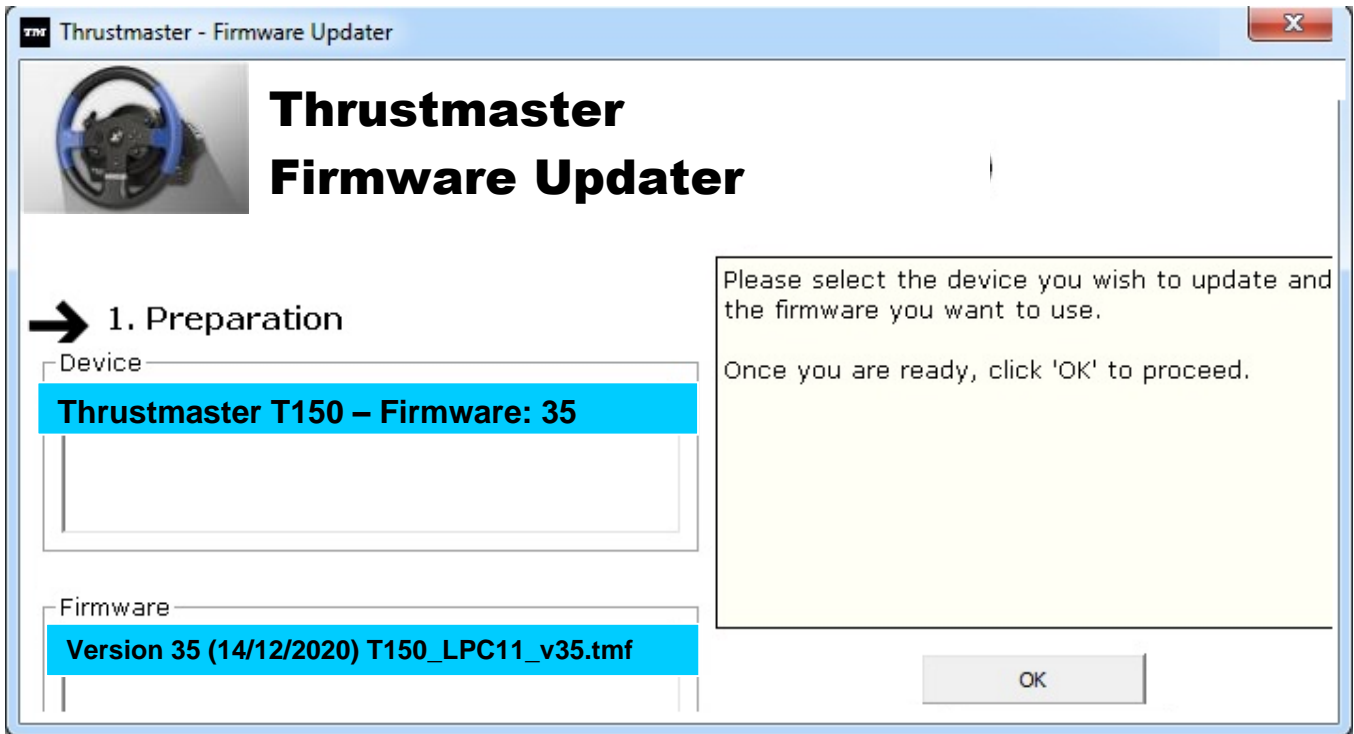 TM Thrustmaster - Firmware Updater
Thrustmaster
Firmware Updater
1. Preparation
Device
Thrustmaster T150 – Firmware: 35
Firmware
Version 35 (14/12/2020) T150_LPC11_v35.tmf
Please select the device you wish to update and
the firmware you want to use.
Once you are ready, click 'OK' to proceed.
OK